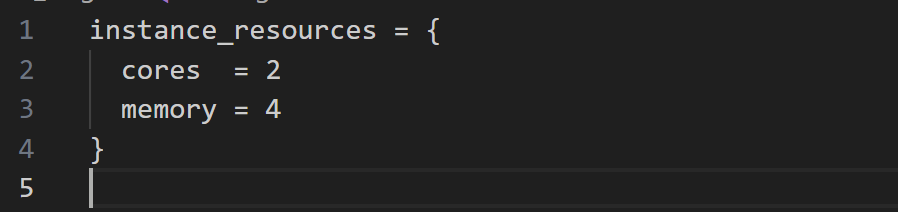 1 instance_resources = {
2   cores  = 2
3   memory = 4
4 }
5